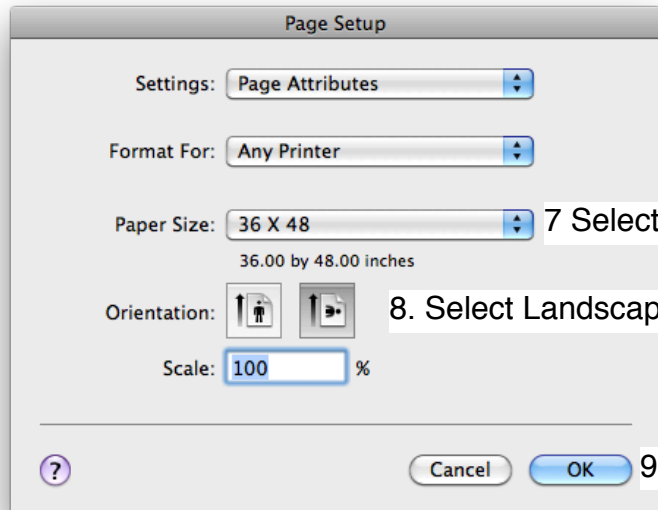 Page Setup
Settings: Page Attributes
Format For: Any Printer
Paper Size: 36 X 48 7 Select
36.00 by 48.00 inches
Orientation: 8. Select Landscap
Scale: 100 %
? Cancel OK 9